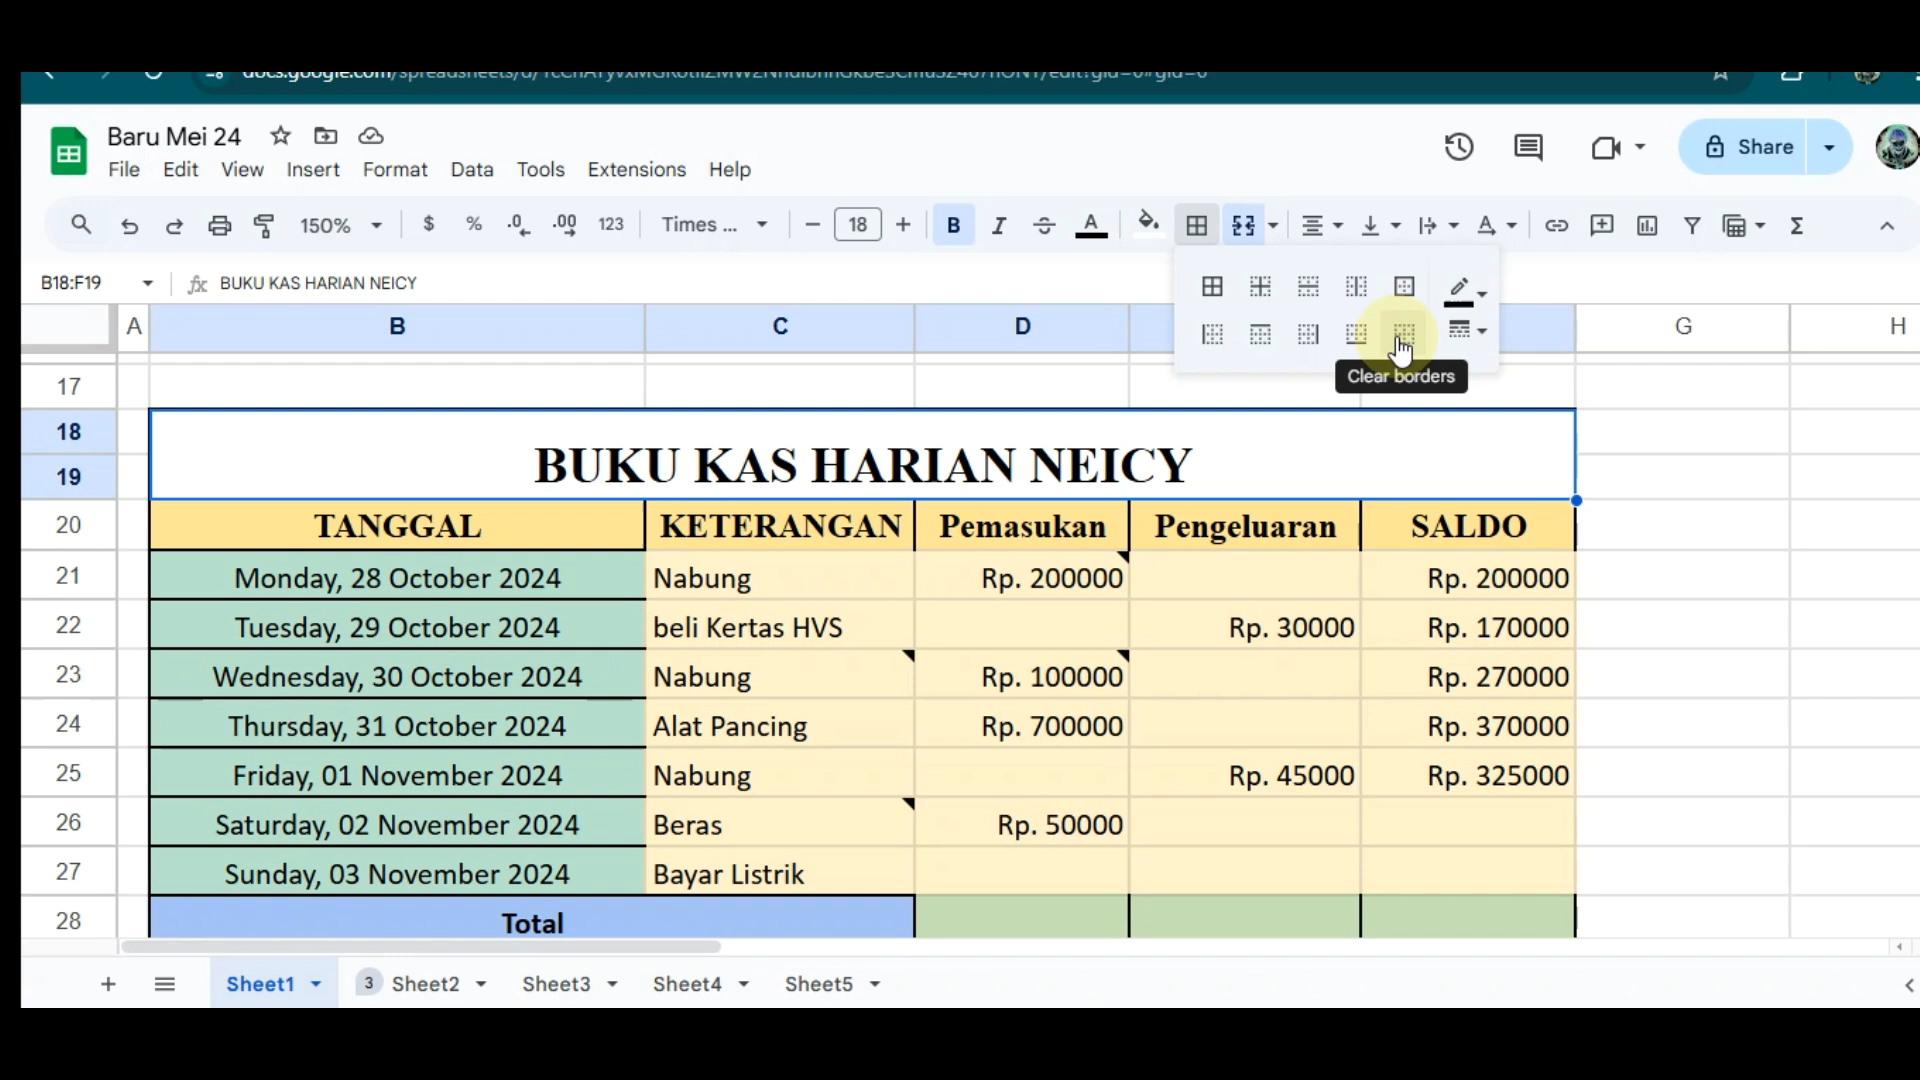 Baru Mei 24
File Edit View Insert Format Data Tools Extensions Help
Share
150% $ % .0 .00 123 Times ... 18 B I A
B18:F19 fx BUKU KAS HARIAN NEICY
A B C D G H
Clear borders
17
18
19
BUKU KAS HARIAN NEICY
20 TANGGAL KETERANGAN Pemasukan Pengeluaran SALDO
21 Monday, 28 October 2024 Nabung Rp. 200000 Rp. 200000
22 Tuesday, 29 October 2024 beli Kertas HVS Rp. 30000 Rp. 170000
23 Wednesday, 30 October 2024 Nabung Rp. 100000 Rp. 270000
24 Thursday, 31 October 2024 Alat Pancing Rp. 700000 Rp. 370000
25 Friday, 01 November 2024 Nabung Rp. 45000 Rp. 325000
26 Saturday, 02 November 2024 Beras Rp. 50000
27 Sunday, 03 November 2024 Bayar Listrik
28 Total
Sheet1 3 Sheet2 Sheet3 Sheet4 Sheet5